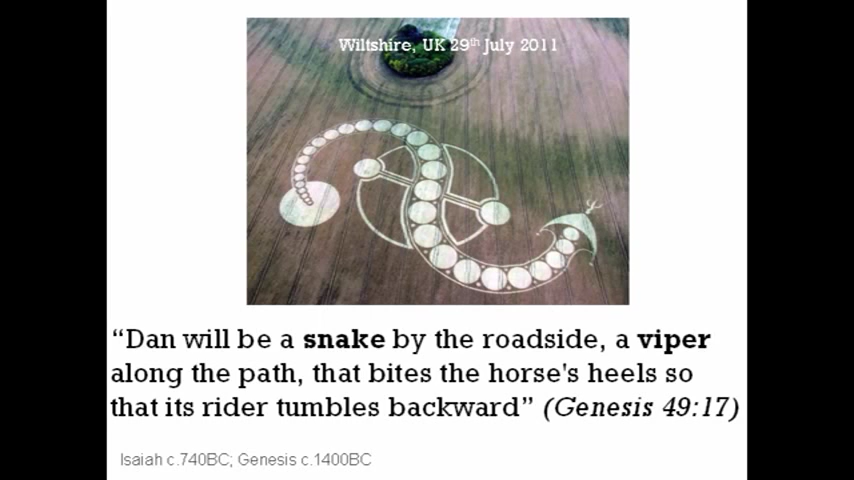 Wiltshire, UK 29th July 2011
“Dan will be a snake by the roadside, a viper
along the path, that bites the horse's heels so
that its rider tumbles backward” (Genesis 49:17)
Isaiah c.740BC; Genesis c.1400BC